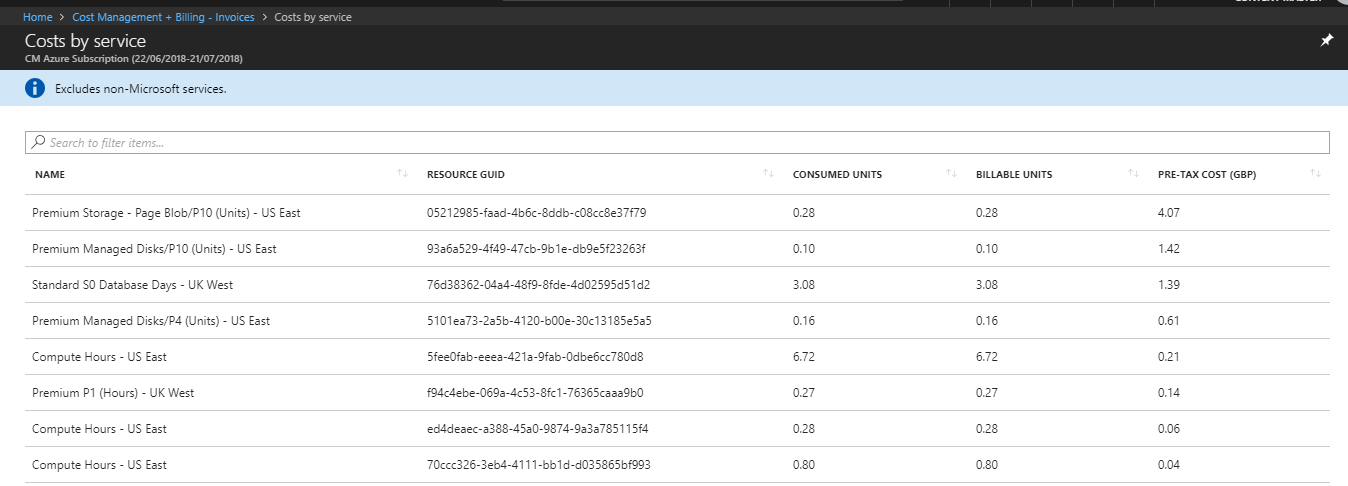 Home > Cost Management + Billing - Invoices > Costs by service
Costs by service
CM Azure Subscription (22/06/2018-21/07/2018)
Excludes non-Microsoft services.
Search to filter items...
NAME RESOURCE GUID CONSUMED UNITS BILLABLE UNITS PRE-TAX COST (GBP)
Premium Storage - Page Blob/P10 (Units) - US East 05212985-faad-4b6c-8ddb-c08cc8e37f79 0.28 0.28 4.07
Premium Managed Disks/P10 (Units) - US East 93a6a529-4f49-47cb-9b1e-db9e5f23263f 0.10 0.10 1.42
Standard S0 Database Days - UK West 76d38362-04a4-48f9-8fde-4d02595d51d2 3.08 3.08 1.39
Premium Managed Disks/P4 (Units) - US East 5101ea73-2a5b-4120-b00e-30c13185e5a5 0.16 0.16 0.61
Compute Hours - US East 5fee0fab-eeea-421a-9fab-0dbe6cc780d8 6.72 6.72 0.21
Premium P1 (Hours) - UK West f94c4ebe-069a-4c53-8fc1-76365caaa9b0 0.27 0.27 0.14
Compute Hours - US East ed4deaec-a388-45a0-9874-9a3a785115f4 0.28 0.28 0.06
Compute Hours - US East 70ccc326-3eb4-4111-bb1d-d035865bf993 0.80 0.80 0.04